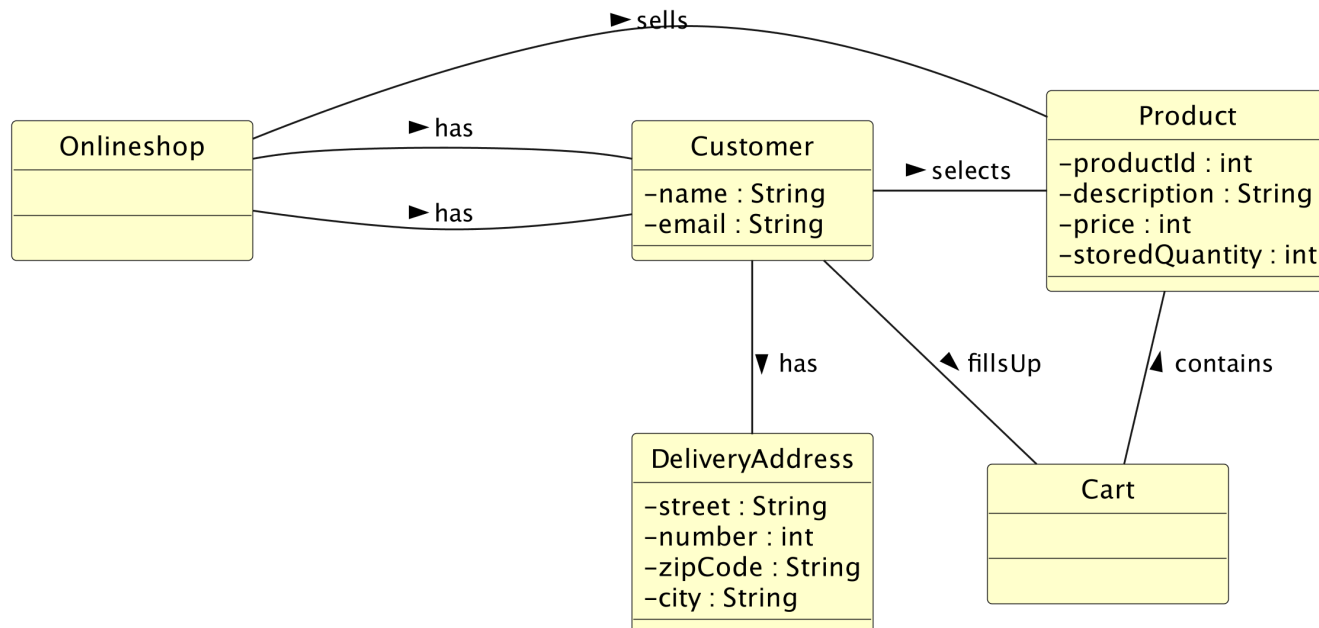 sells
Onlineshop
has
has
Customer
-name : String
-email : String
selects
Product
-productId : int
-description : String
-price : int
-storedQuantity : int
has
fillsUp
contains
DeliveryAddress
-street : String
-number : int
-zipCode : String
-city : String
Cart